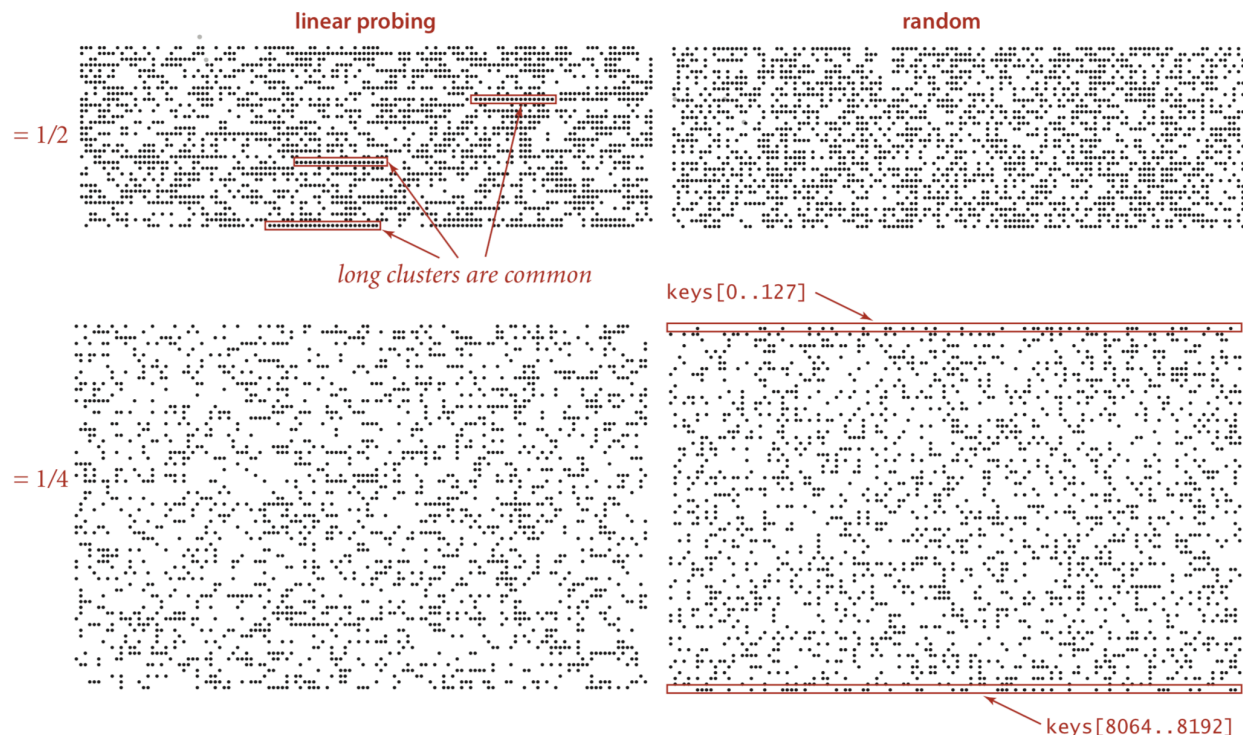 linear probing
random
= 1/2
long clusters are common
keys[0..127]
= 1/4
keys[8064..8192]